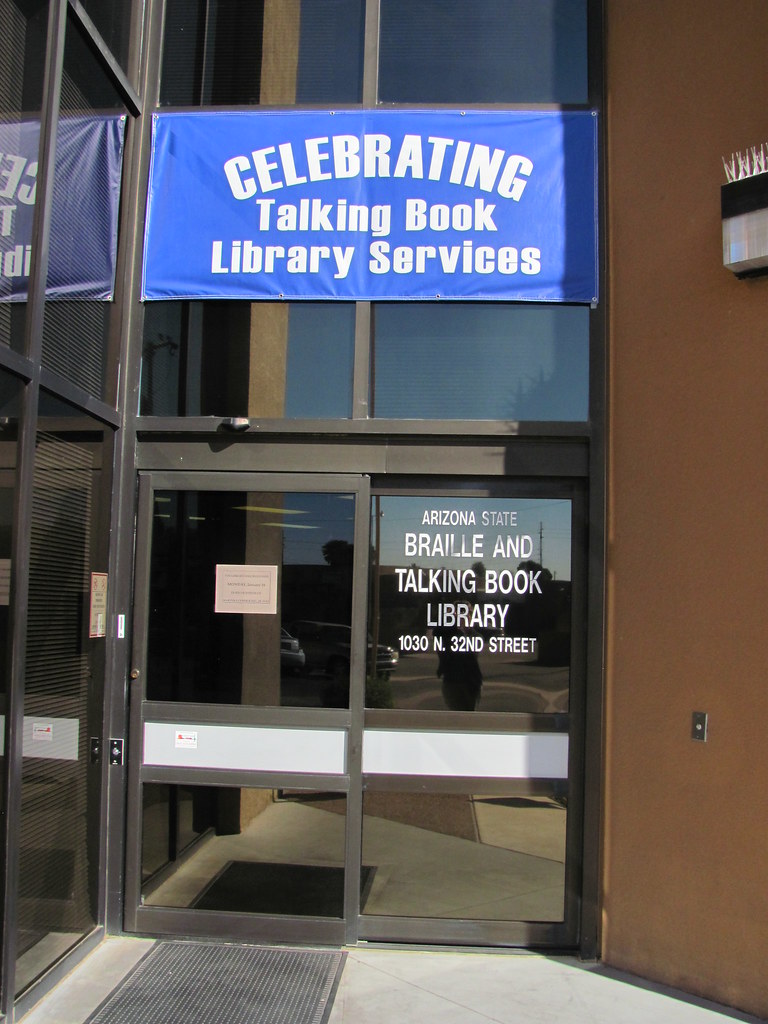 CELEBRATING
Talking Book
Library Services
ARIZONA STATE
BRAILLE AND
TALKING BOOK
LIBRARY
1030 N. 32ND STREET